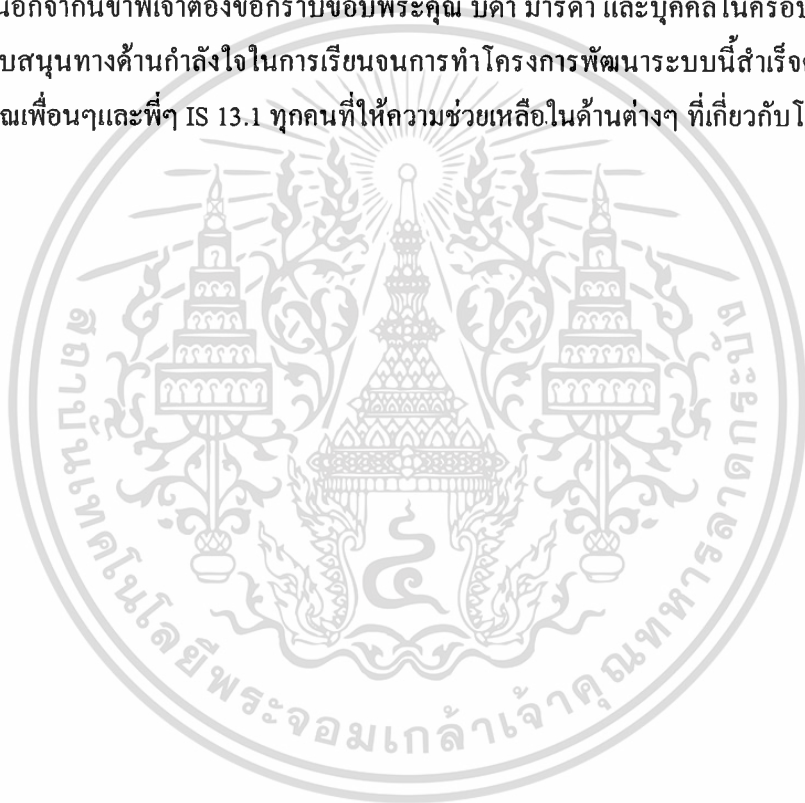 นอกจากนี้ข้าพเจ้าต้องขอกราบขอบพระคุณ บิดา มารดา และบุคคลในครอบ
บสนุนทางด้านกำลังใจในการเรียนจนการทำโครงการพัฒนาระบบนี้สำเร็จ
ณเพื่อนๆและพี่ๆ IS 13.1 ทุกคนที่ให้ความช่วยเหลือในด้านต่างๆ ที่เกี่ยวกับ
สถาบันเทคโนโลยีพระจอมเกล้าเจ้าคุณทหารลาดกระบัง